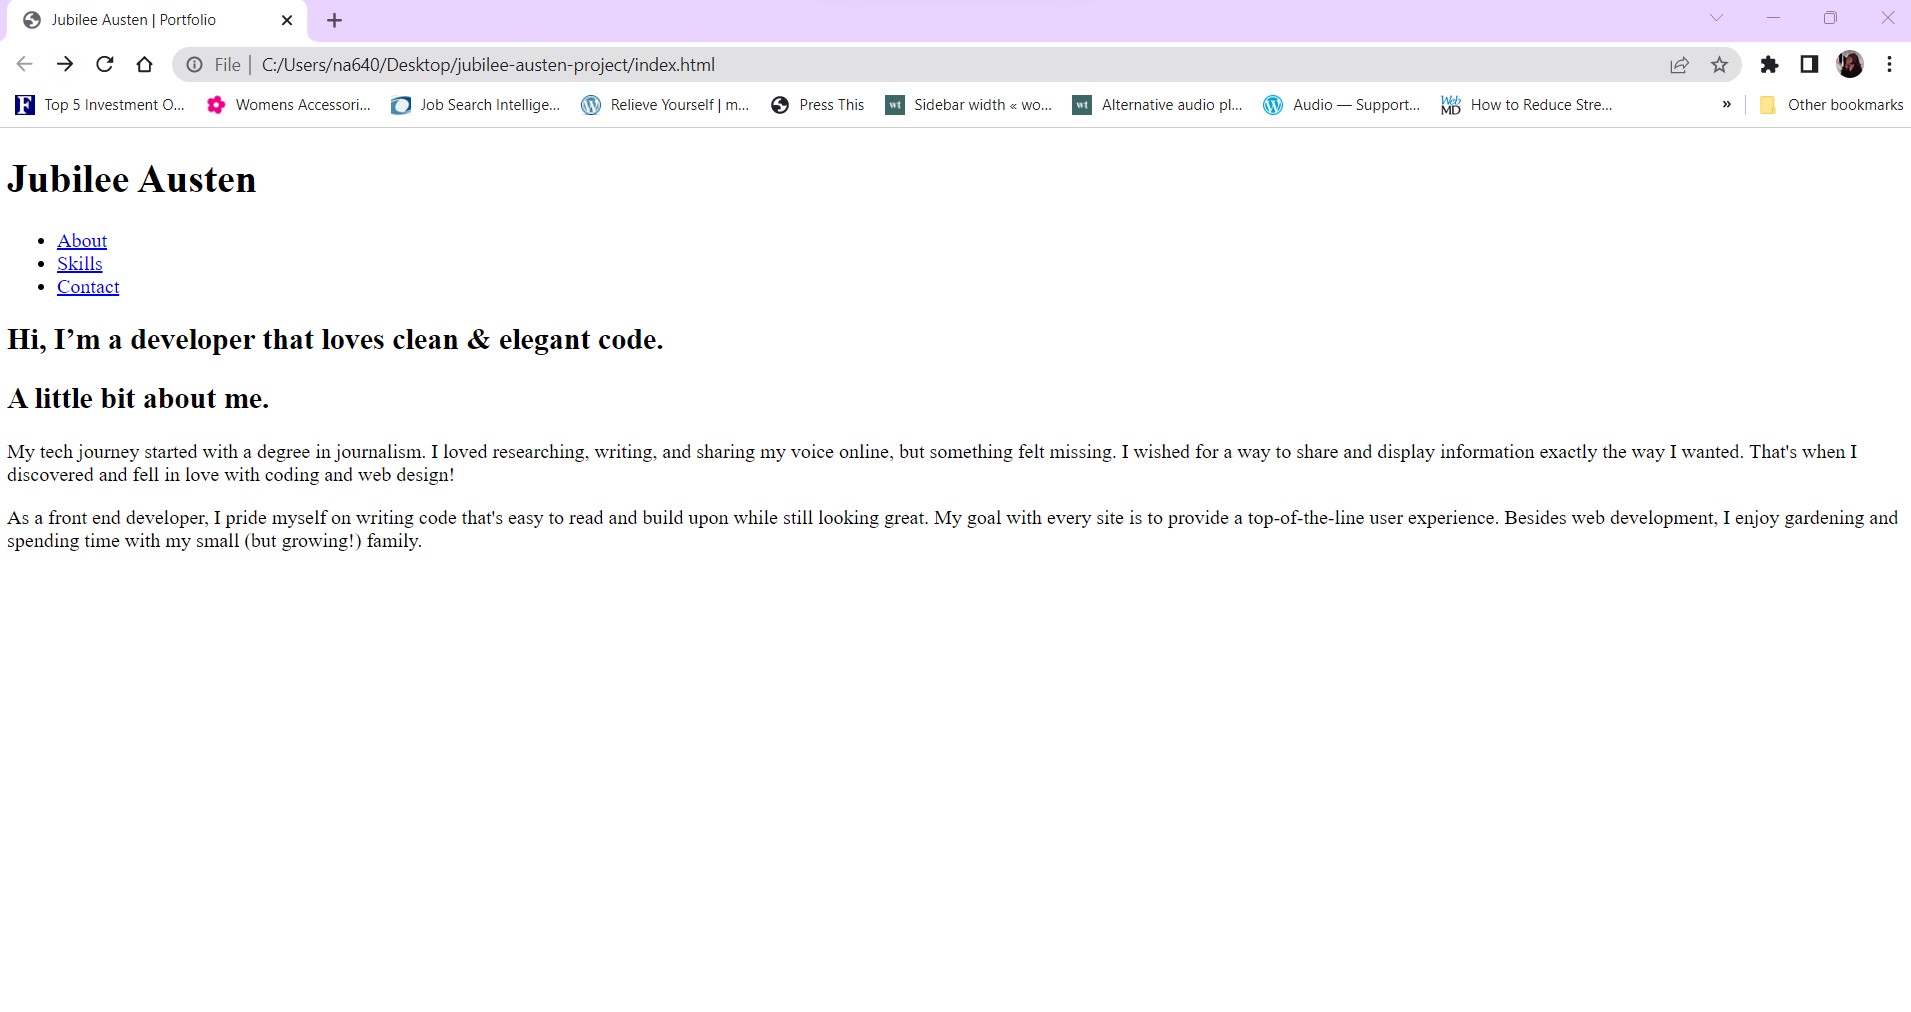 Jubilee Austen | Portfolio
File | C:/Users/na640/Desktop/jubilee-austen-project/index.html
F Top 5 Investment O... Womens Accessori... Job Search Intellige... Relieve Yourself | m... Press This wt Sidebar width « wo... wt Alternative audio pl... Audio — Support... Web MD How to Reduce Stre... » Other bookmarks
Jubilee Austen
• About
• Skills
• Contact
Hi, I’m a developer that loves clean & elegant code.
A little bit about me.
My tech journey started with a degree in journalism. I loved researching, writing, and sharing my voice online, but something felt missing. I wished for a way to share and display information exactly the way I wanted. That's when I
discovered and fell in love with coding and web design!
As a front end developer, I pride myself on writing code that's easy to read and build upon while still looking great. My goal with every site is to provide a top-of-the-line user experience. Besides web development, I enjoy gardening and
spending time with my small (but growing!) family.